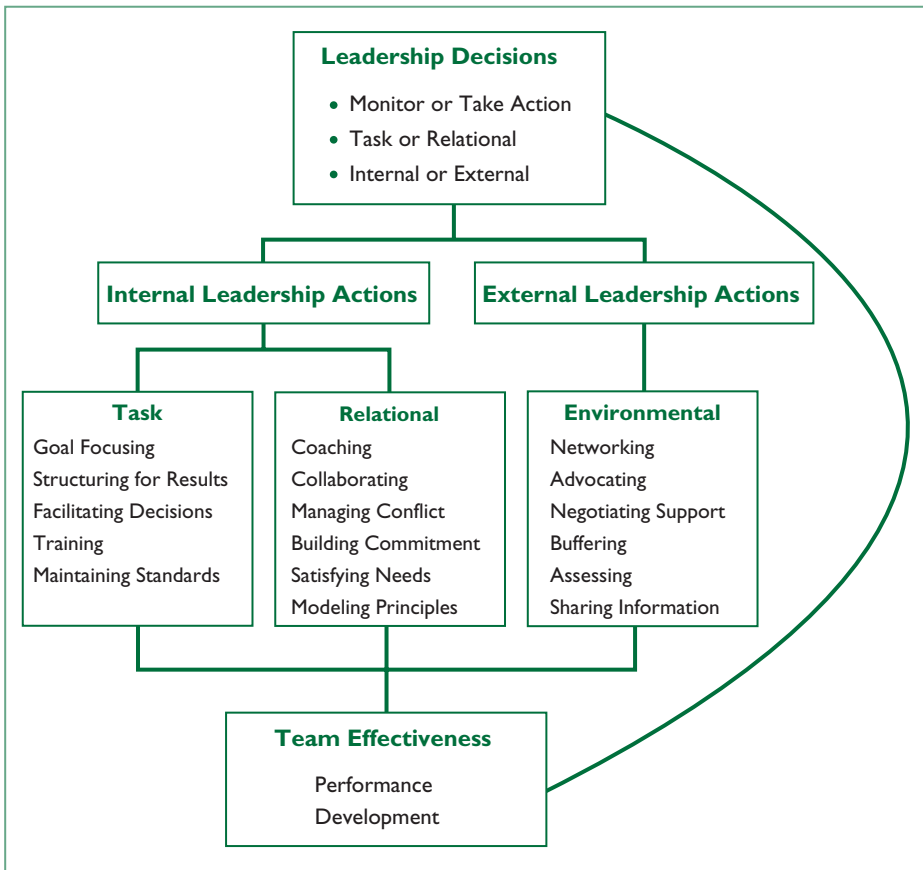 Leadership Decisions
• Monitor or Take Action
• Task or Relational
• Internal or External
Internal Leadership Actions
External Leadership Actions
Task
Goal Focusing
Structuring for Results
Facilitating Decisions
Training
Maintaining Standards
Relational
Coaching
Collaborating
Managing Conflict
Building Commitment
Satisfying Needs
Modeling Principles
Environmental
Networking
Advocating
Negotiating Support
Buffering
Assessing
Sharing Information
Team Effectiveness
Performance
Development